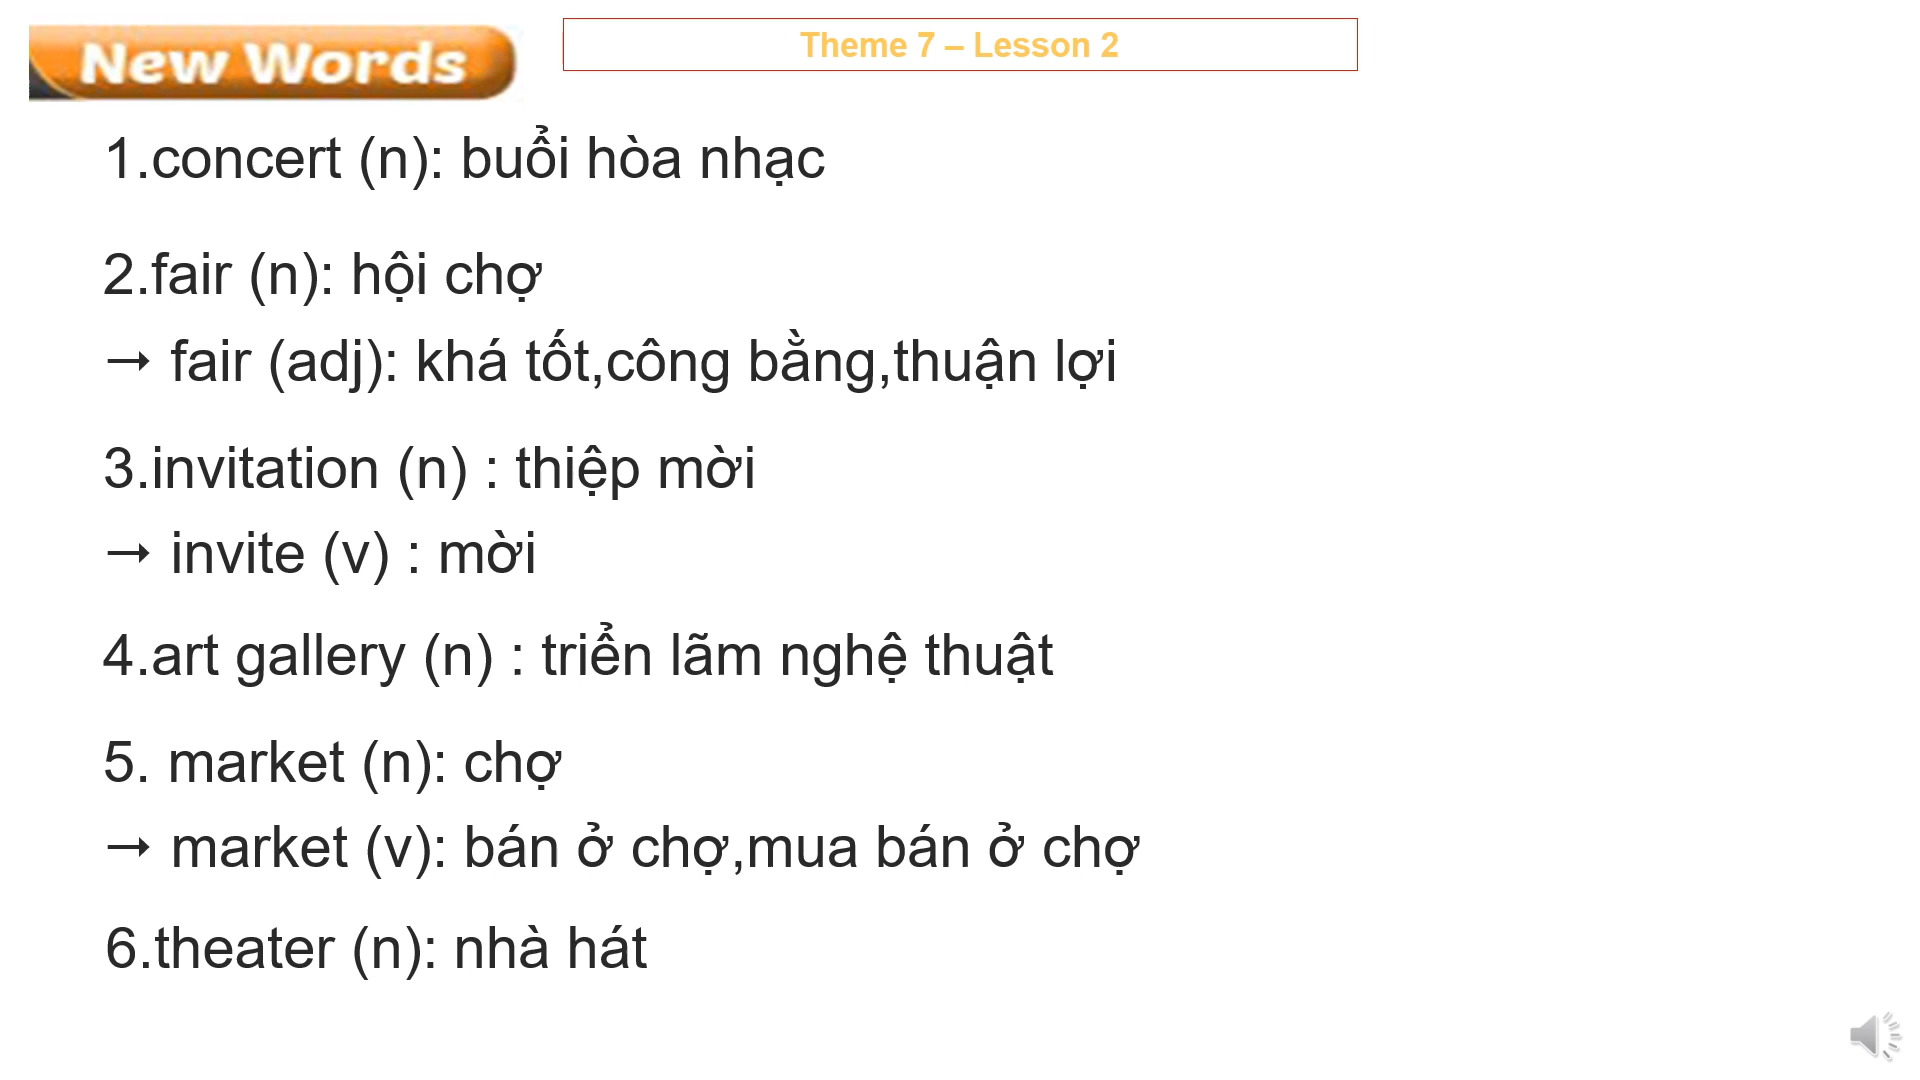 New Words
Theme 7 – Lesson 2
1.concert (n): buổi hòa nhạc
2.fair (n): hội chợ
→ fair (adj): khá tốt,công bằng,thuận lợi
3.invitation (n) : thiệp mời
→ invite (v) : mời
4.art gallery (n) : triển lãm nghệ thuật
5. market (n): chợ
→ market (v): bán ở chợ,mua bán ở chợ
6.theater (n): nhà hát